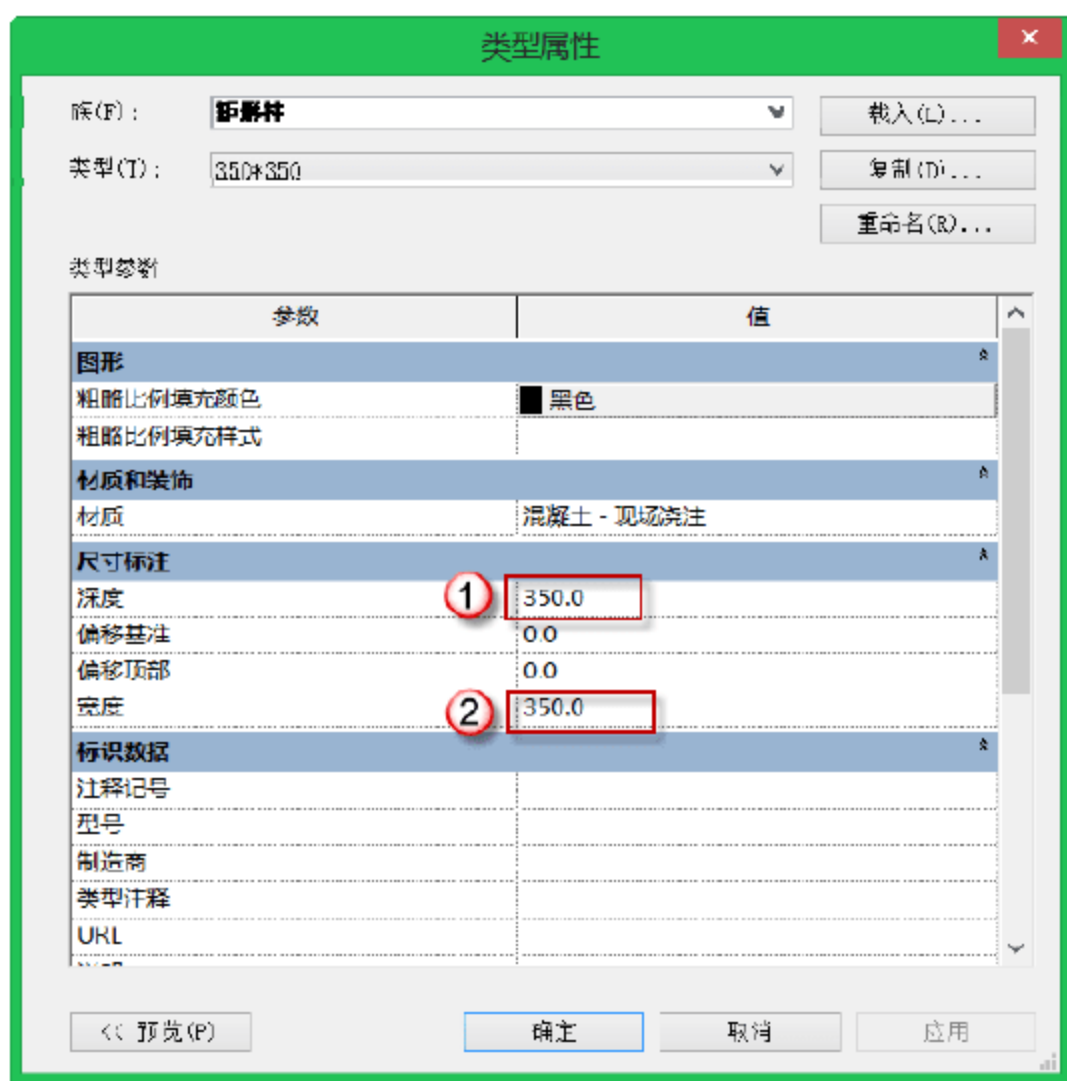 类型属性
族(F)：
矩形柱
载入(L)...
类型(T)：
350*350
复制(D)...
重命名(R)...
类型参数
参数 值
图形
粗略比例填充颜色 黑色
粗略比例填充样式
材质和装饰
材质 混凝土 - 现场浇注
尺寸标注
深度 1 350.0
偏移基准 0.0
偏移顶部 0.0
宽度 2 350.0
标识数据
注释记号
型号
制造商
类型注释
URL
<< 预览(P) 确定 取消 应用